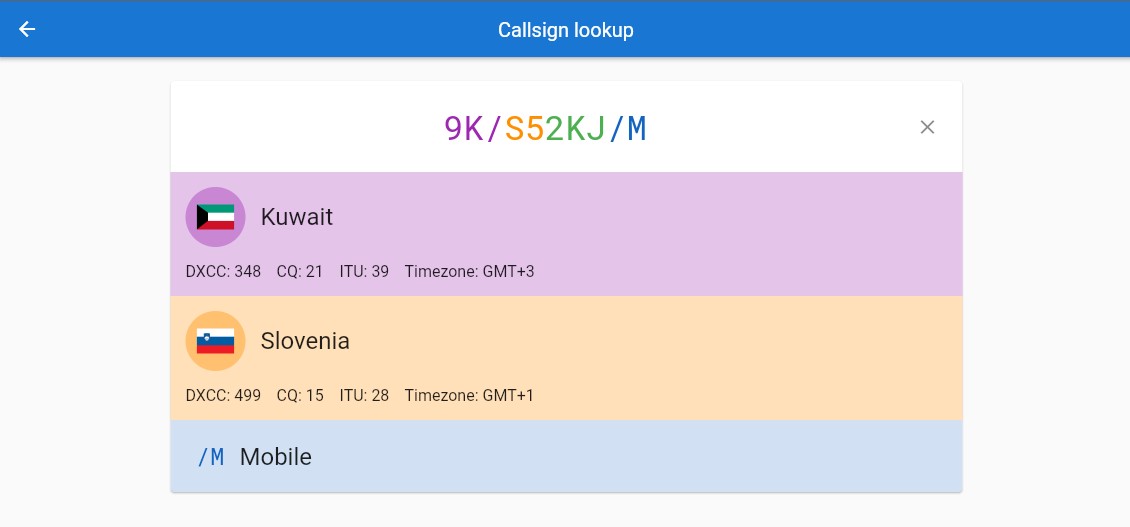 Callsign lookup
9K/S52KJ/M
Kuwait
DXCC: 348 CQ: 21 ITU: 39 Timezone: GMT+3
Slovenia
DXCC: 499 CQ: 15 ITU: 28 Timezone: GMT+1
/M Mobile